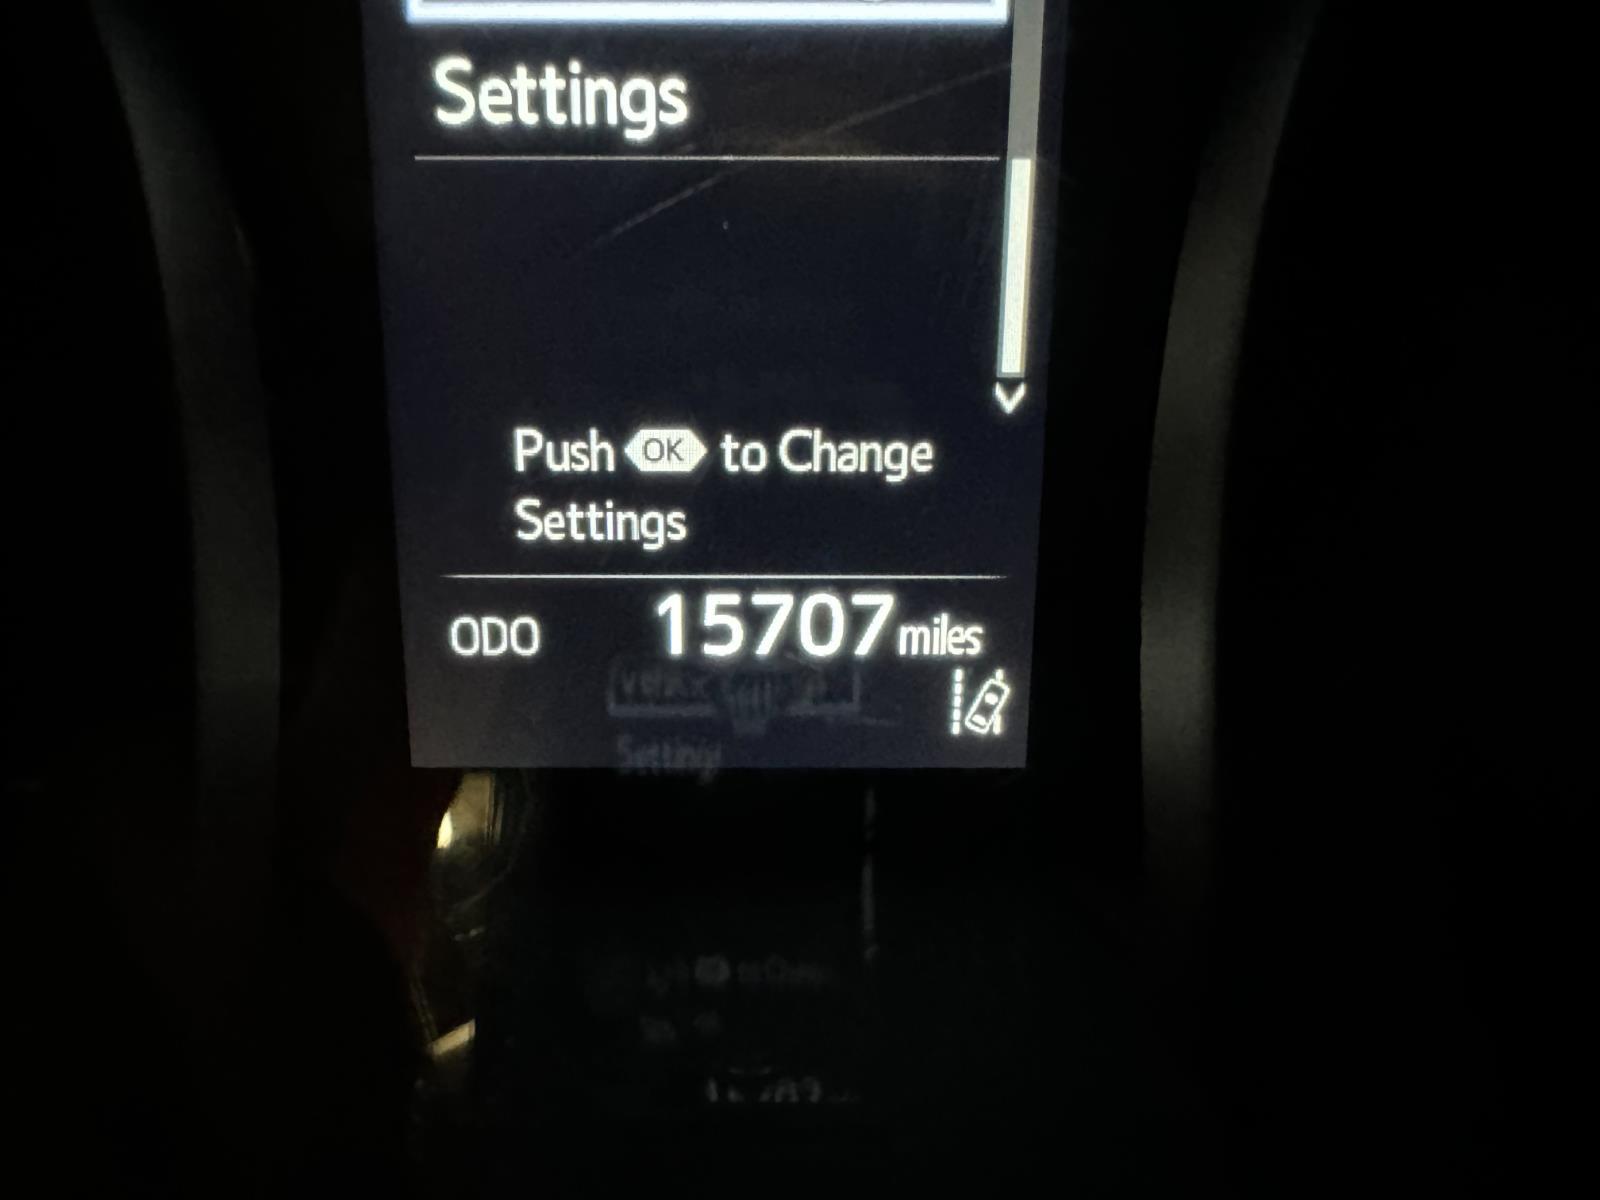 Settings
Push OK to Change
Settings
ODO 15707 miles